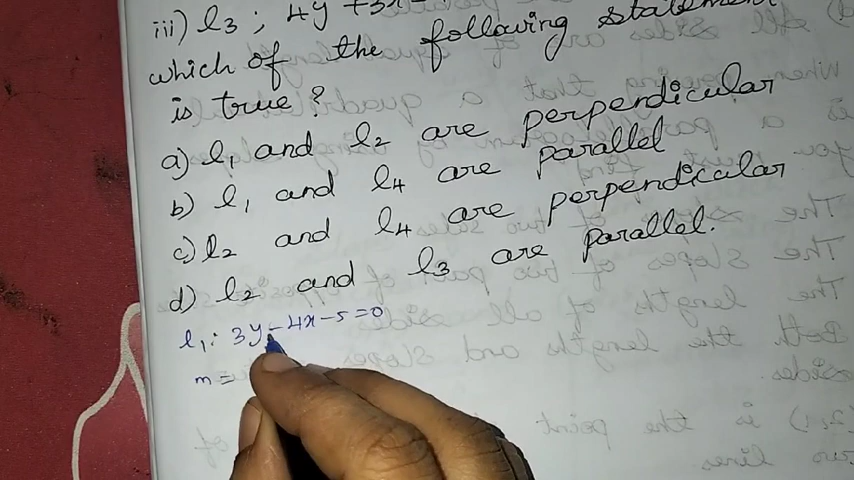 iii) l3 ; 4y + 3x -
which of the following statement
is true?
a) l1 and l2 are perpendicular
b) l1 and l4 are parallel
c) l2 and l4 are perpendicular
d) l2 and l3 are parallel.
l1: 3y - 4x - 5 = 0
m =